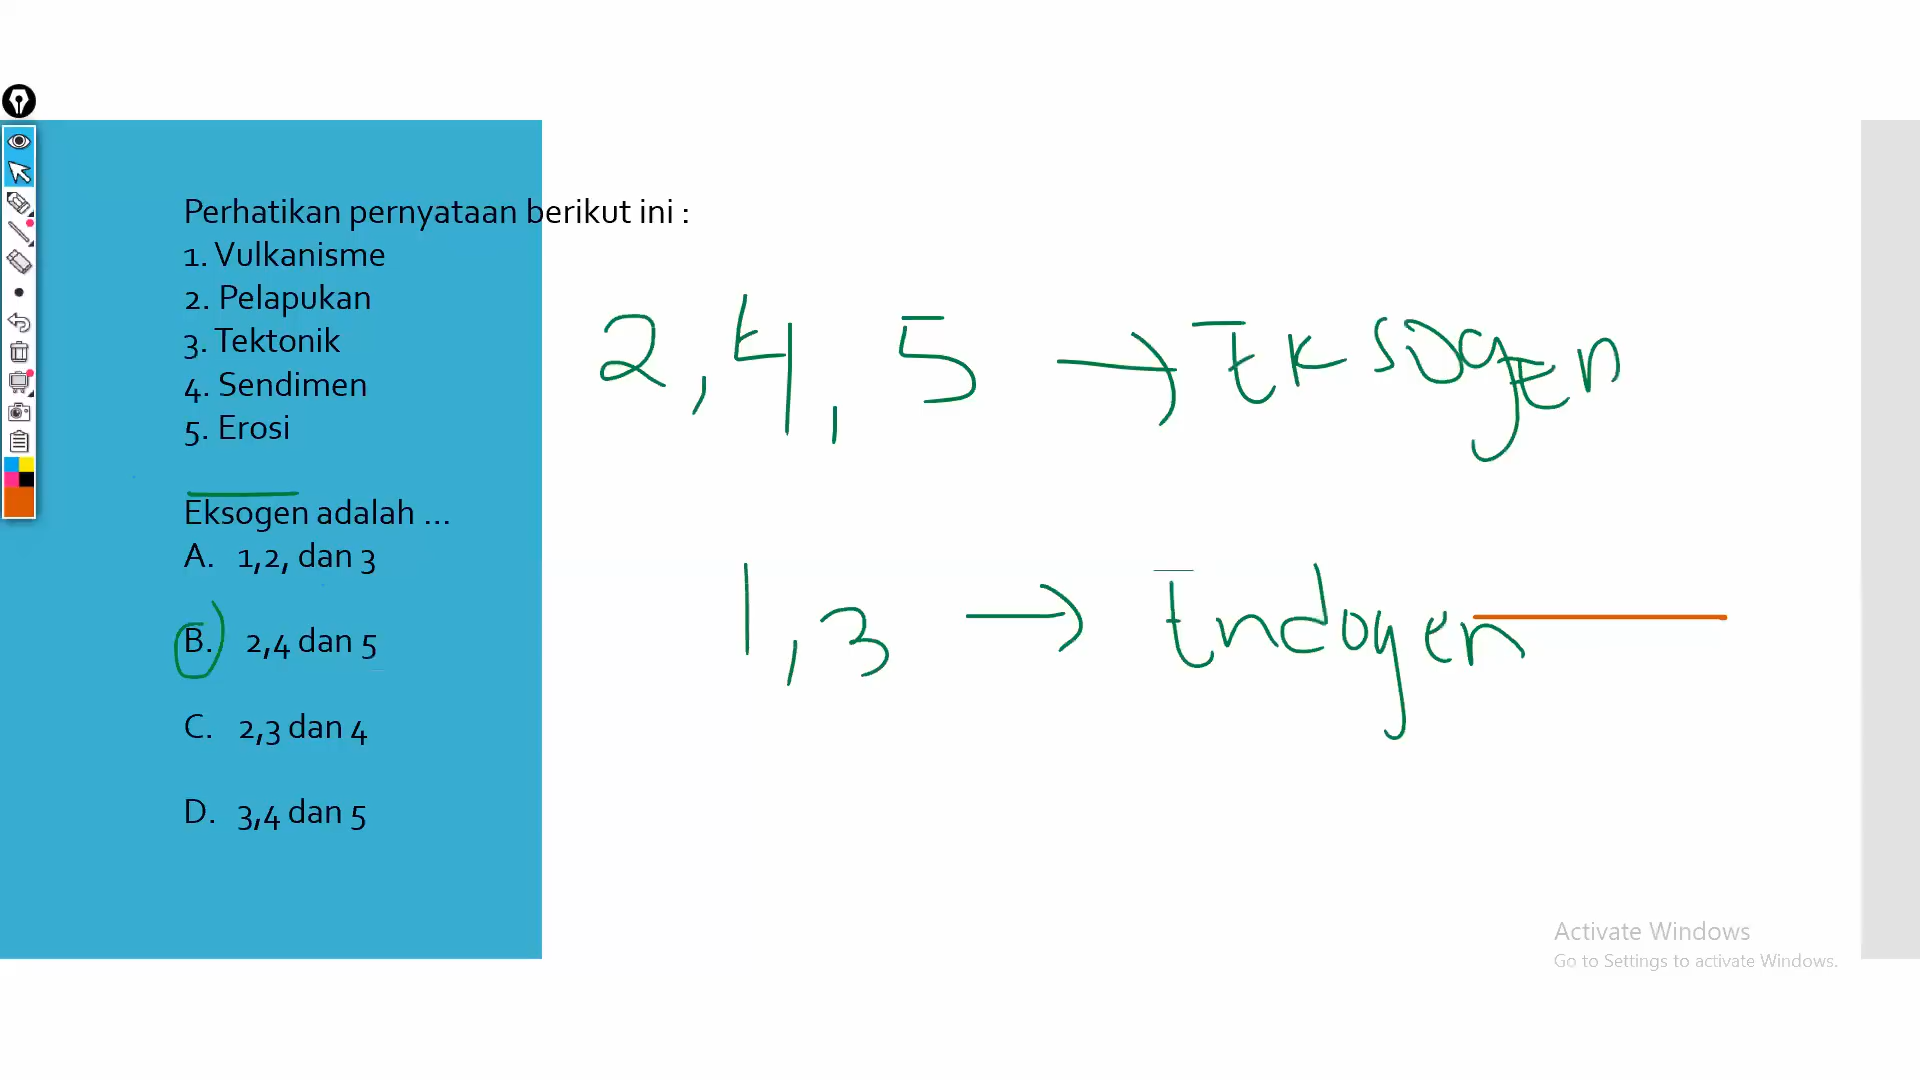 Perhatikan pernyataan berikut ini :
1. Vulkanisme
2. Pelapukan
3. Tektonik
4. Sendimen
5. Erosi
Eksogen adalah ...
A. 1,2, dan 3
B. 2,4 dan 5
C. 2,3 dan 4
D. 3,4 dan 5
2, 4, 5 → Eksogen
1, 3 → Endogen
Activate Windows
Go to Settings to activate Windows.